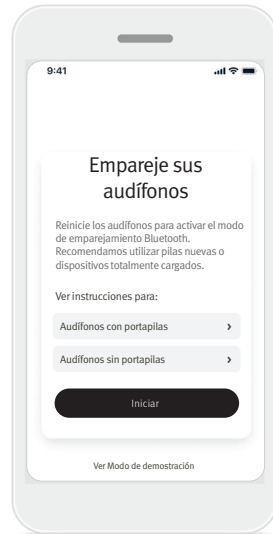 9:41
Empareje sus
audífonos
Reinicie los audífonos para activar el modo
de emparejamiento Bluetooth.
Recomendamos utilizar pilas nuevas o
dispositivos totalmente cargados.
Ver instrucciones para:
Audífonos con portapilas
Audífonos sin portapilas
Iniciar
Ver Modo de demostración